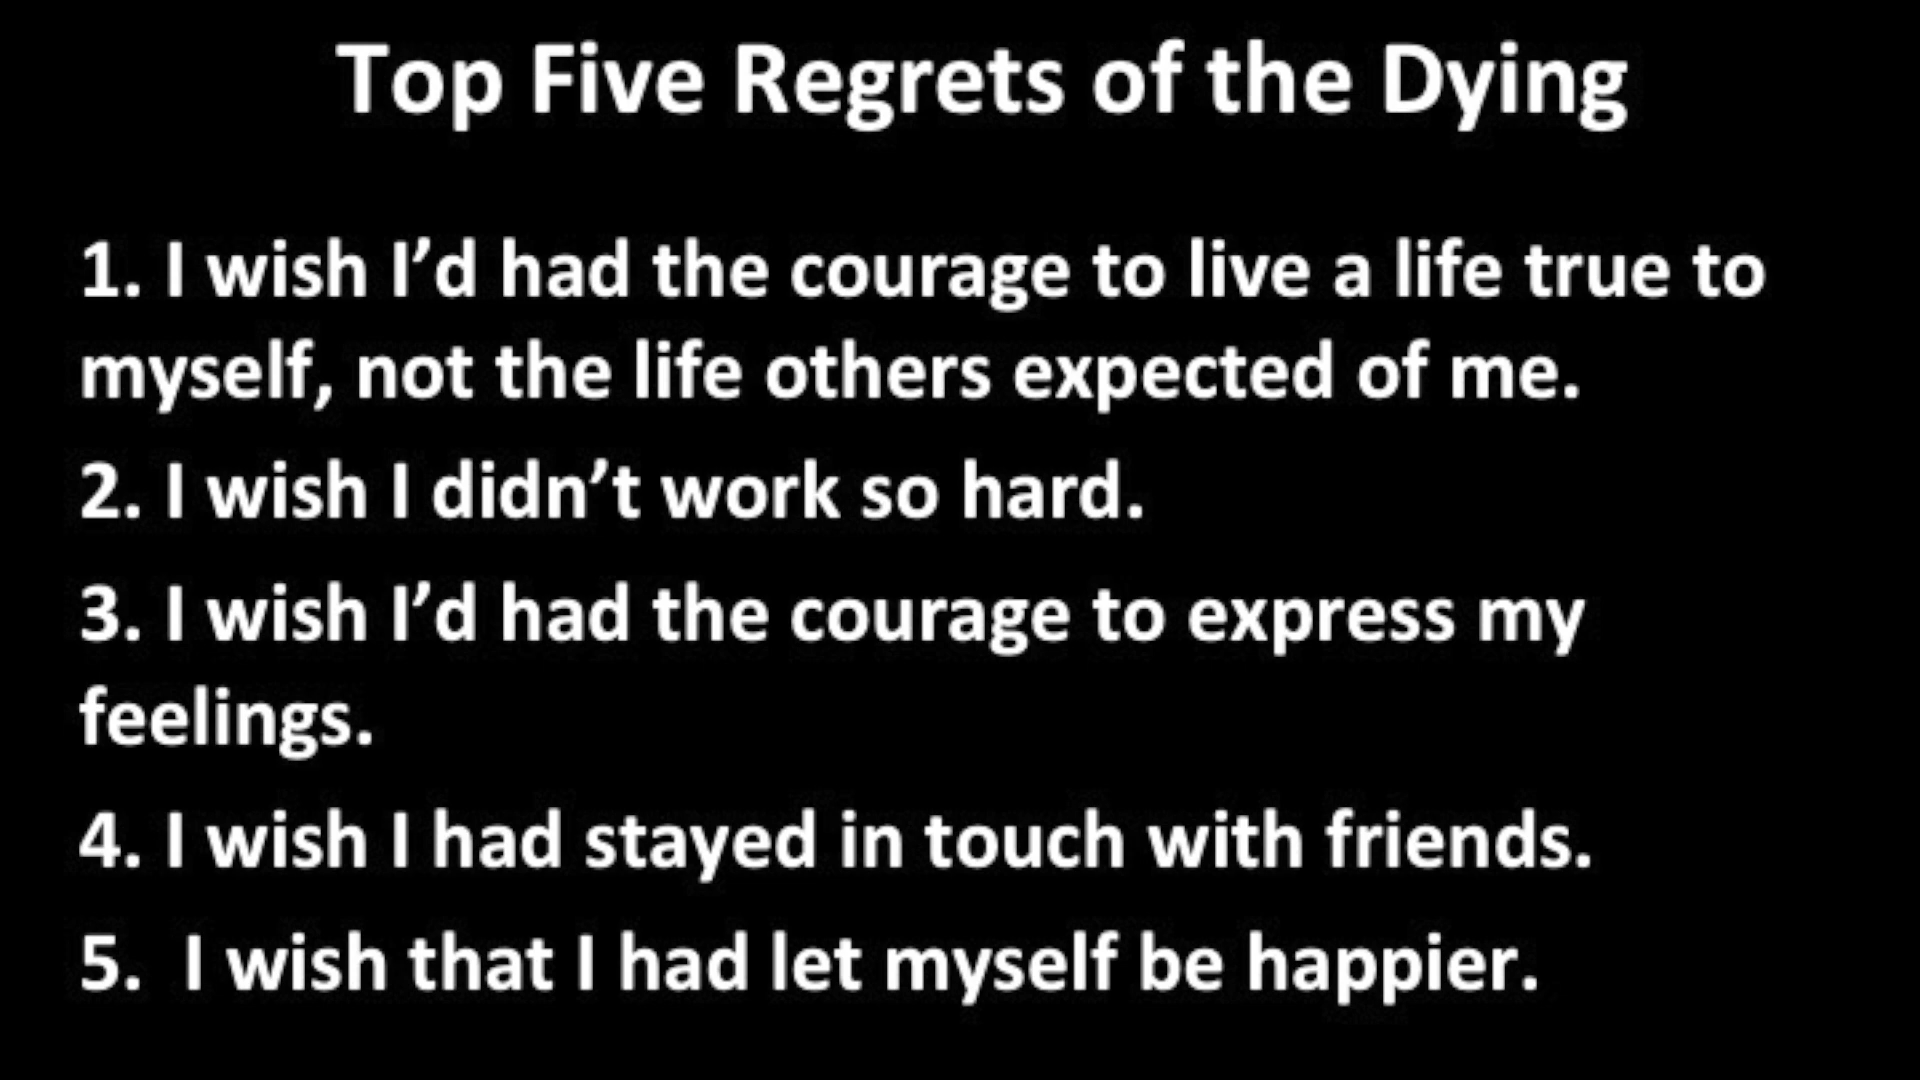 Top Five Regrets of the Dying
1. I wish I’d had the courage to live a life true to
myself, not the life others expected of me.
2. I wish I didn’t work so hard.
3. I wish I’d had the courage to express my
feelings.
4. I wish I had stayed in touch with friends.
5.  I wish that I had let myself be happier.